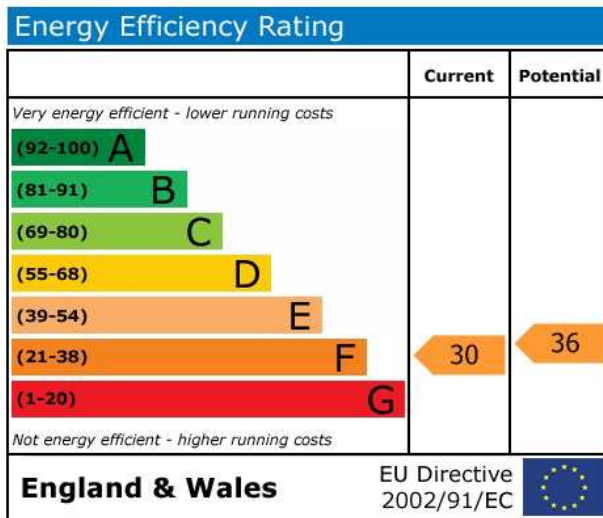 Energy Efficiency Rating
Current Potential
Very energy efficient - lower running costs
(92-100) A
(81-91) B
(69-80) C
(55-68) D
(39-54) E
(21-38) F 30 36
(1-20) G
Not energy efficient - higher running costs
England & Wales
EU Directive
2002/91/EC